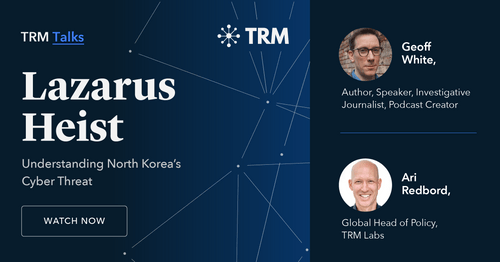 TRM Talks
TRM
Lazarus
Heist
Understanding North Korea's
Cyber Threat
WATCH NOW
Geoff
White,
Author, Speaker, Investigative
Journalist, Podcast Creator
Ari
Redbord,
Global Head of Policy,
TRM Labs